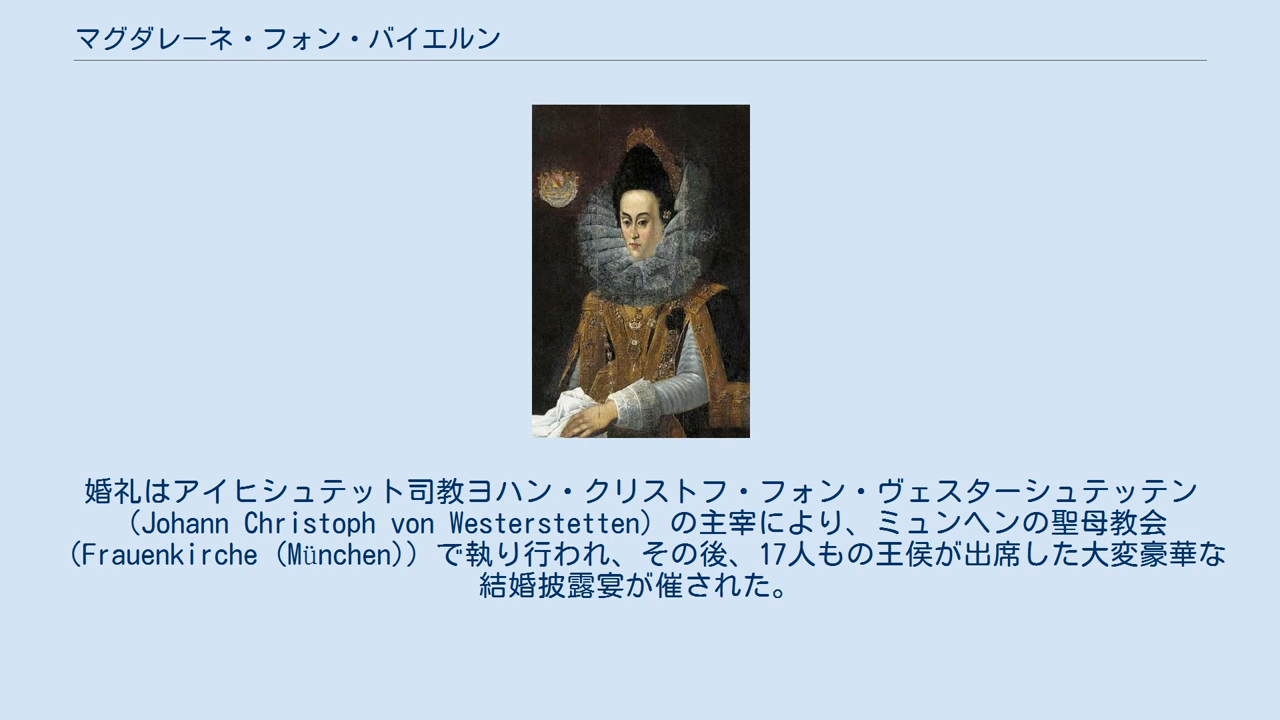 マグダレーネ・フォン・バイエルン
婚礼はアイヒシュテット司教ヨハン・クリストフ・フォン・ヴェスターシュテッテン
（Johann Christoph von Westerstetten）の主宰により、ミュンヘンの聖母教会
(Frauenkirche (München)）で執り行われ、その後、17人もの王侯が出席した大変豪華な
結婚披露宴が催された。